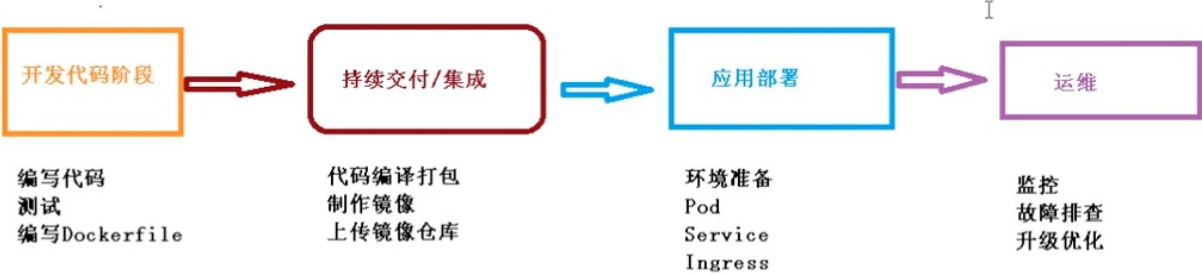 开发代码阶段
持续交付/集成
应用部署
运维
编写代码
测试
编写Dockerfile
代码编译打包
制作镜像
上传镜像仓库
环境准备
Pod
Service
Ingress
监控
故障排查
升级优化